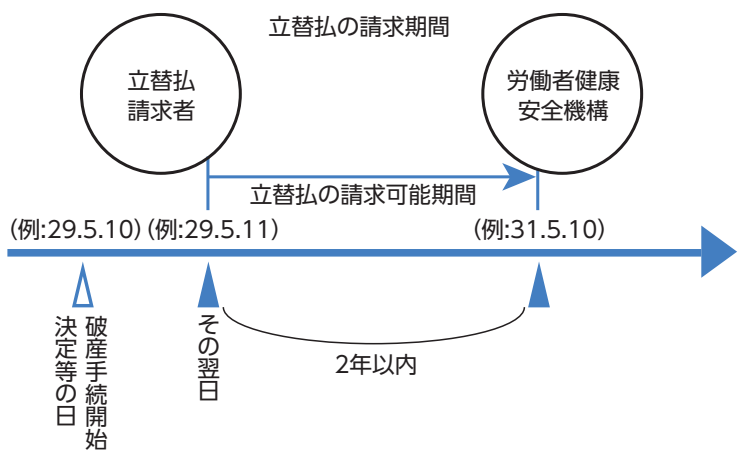 立替払の請求期間
立替払
請求者
労働者健康
安全機構
立替払の請求可能期間
(例:29.5.10)
(例:29.5.11)
(例:31.5.10)
破産手続開始
決定等の日
その翌日
2年以内